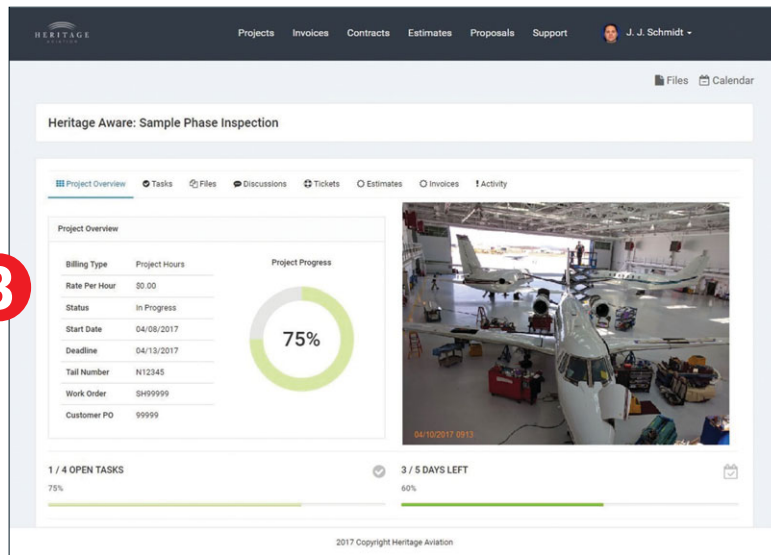 HERITAGE
AVIATION
Projects Invoices Contracts Estimates Proposals Support J. J. Schmidt
Files Calendar
Heritage Aware: Sample Phase Inspection
Project Overview Tasks Files Discussions Tickets Estimates Invoices Activity
Project Overview
Billing Type Project Hours
Rate Per Hour $0.00
Status In Progress
Start Date 04/08/2017
Deadline 04/13/2017
Tail Number N12345
Work Order SH99999
Customer PO 99999
Project Progress
75%
04/10/2017 0913
3
1 / 4 OPEN TASKS
75%
3 / 5 DAYS LEFT
60%
2017 Copyright Heritage Aviation